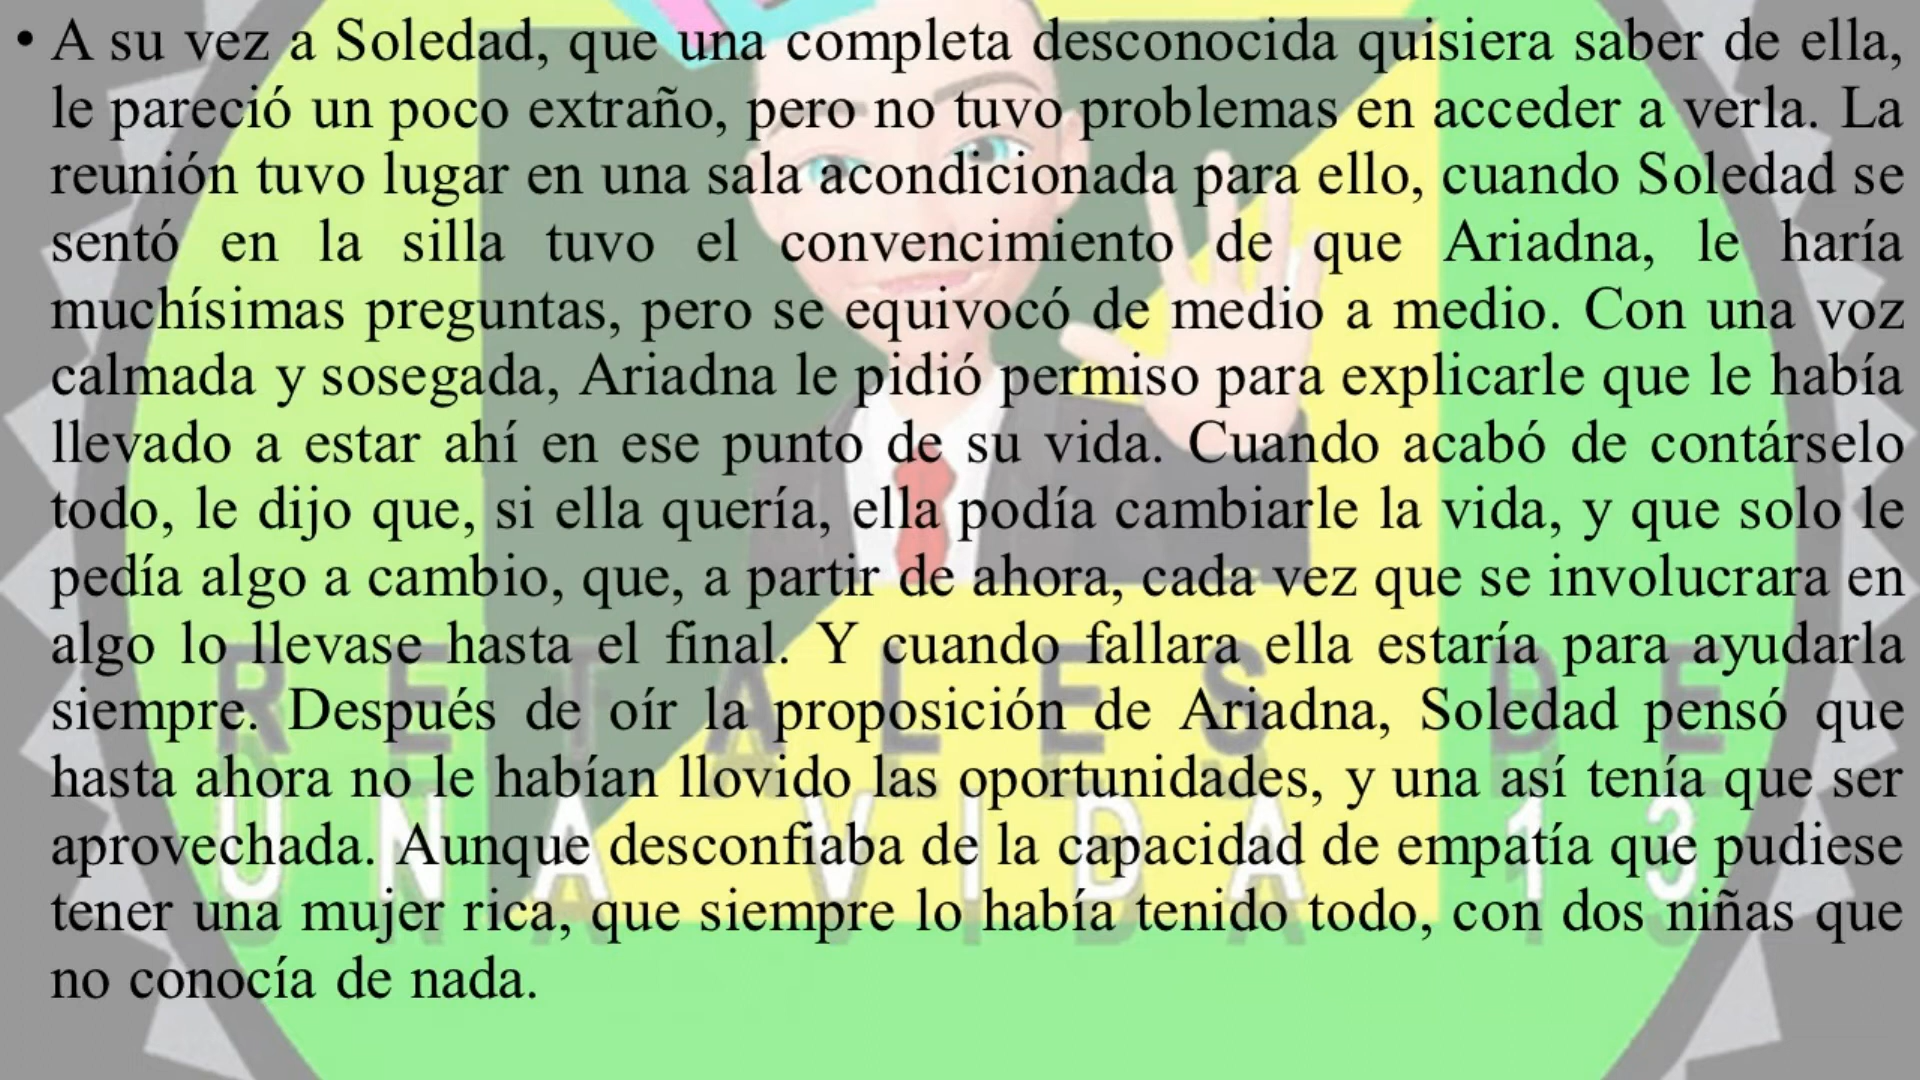 • A su vez a Soledad, que una completa desconocida quisiera saber de ella,
le pareció un poco extraño, pero no tuvo problemas en acceder a verla. La
reunión tuvo lugar en una sala acondicionada para ello, cuando Soledad se
sentó en la silla tuvo el convencimiento de que Ariadna, le haría
muchísimas preguntas, pero se equivocó de medio a medio. Con una voz
calmada y sosegada, Ariadna le pidió permiso para explicarle que le había
llevado a estar ahí en ese punto de su vida. Cuando acabó de contárselo
todo, le dijo que, si ella quería, ella podía cambiarle la vida, y que solo le
pedía algo a cambio, que, a partir de ahora, cada vez que se involucrara en
algo lo llevase hasta el final. Y cuando fallara ella estaría para ayudarla
siempre. Después de oír la proposición de Ariadna, Soledad pensó que
hasta ahora no le habían llovido las oportunidades, y una así tenía que ser
aprovechada. Aunque desconfiaba de la capacidad de empatía que pudiese
tener una mujer rica, que siempre lo había tenido todo, con dos niñas que
no conocía de nada.
RETALES DE
UNA VIDA 13